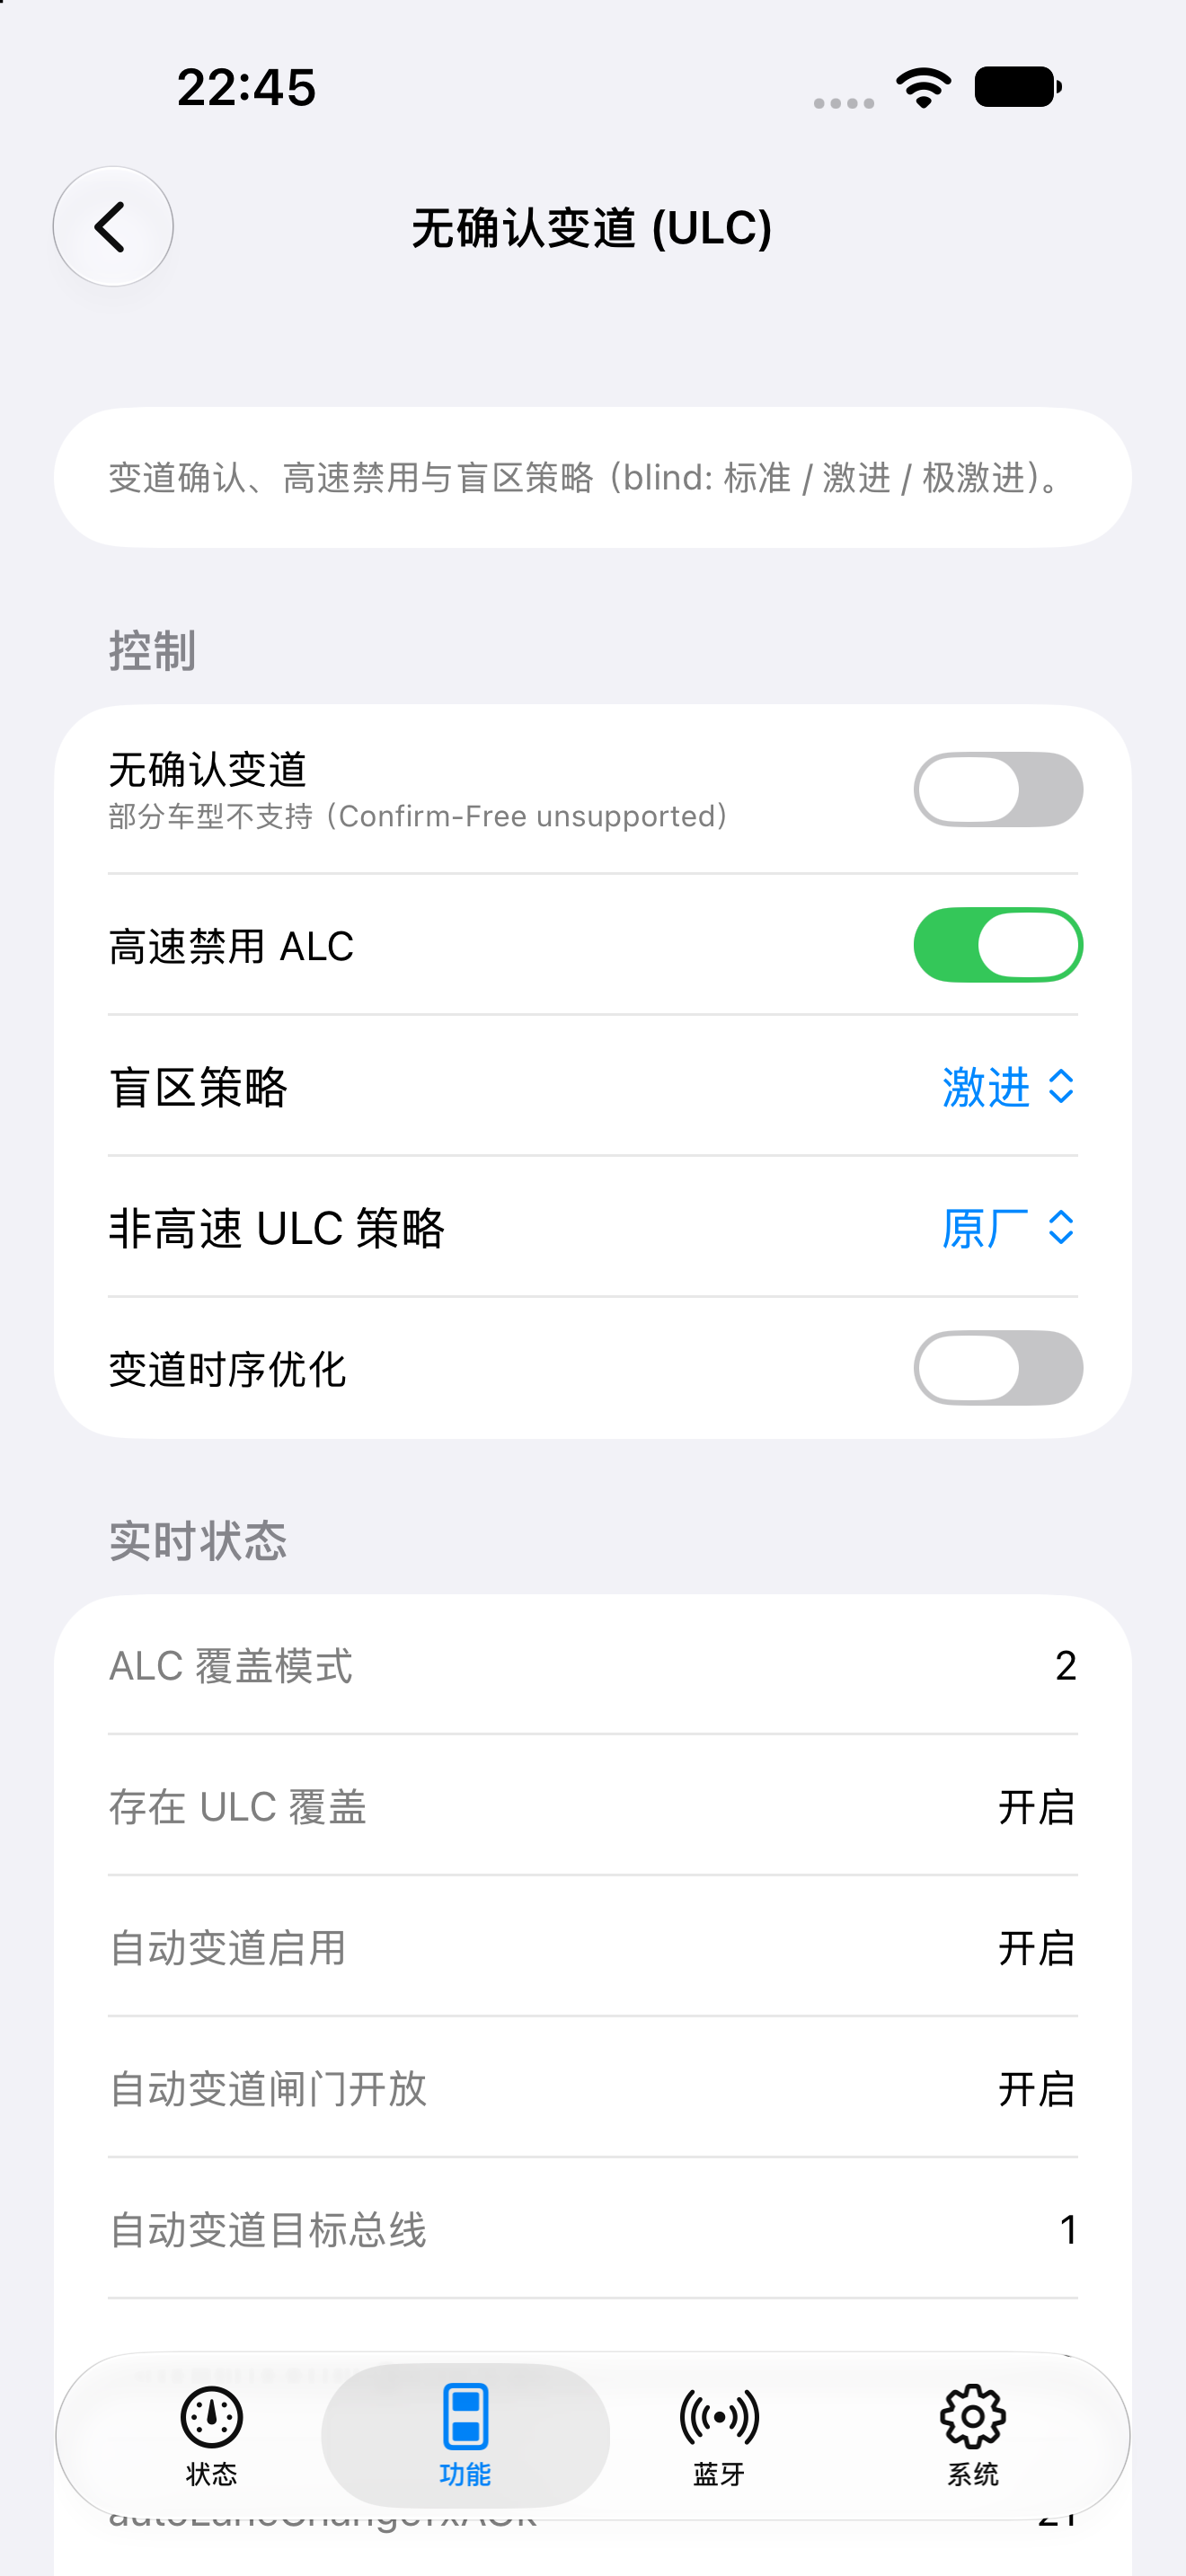 22:45
无确认变道 (ULC)
变道确认、高速禁用与盲区策略（blind: 标准 / 激进 / 极激进）。
控制
无确认变道
部分车型不支持（Confirm-Free unsupported）
高速禁用 ALC
盲区策略 激进
非高速 ULC 策略 原厂
变道时序优化
实时状态
ALC 覆盖模式 2
存在 ULC 覆盖 开启
自动变道启用 开启
自动变道闸门开放 开启
自动变道目标总线 1
状态 功能 蓝牙 系统